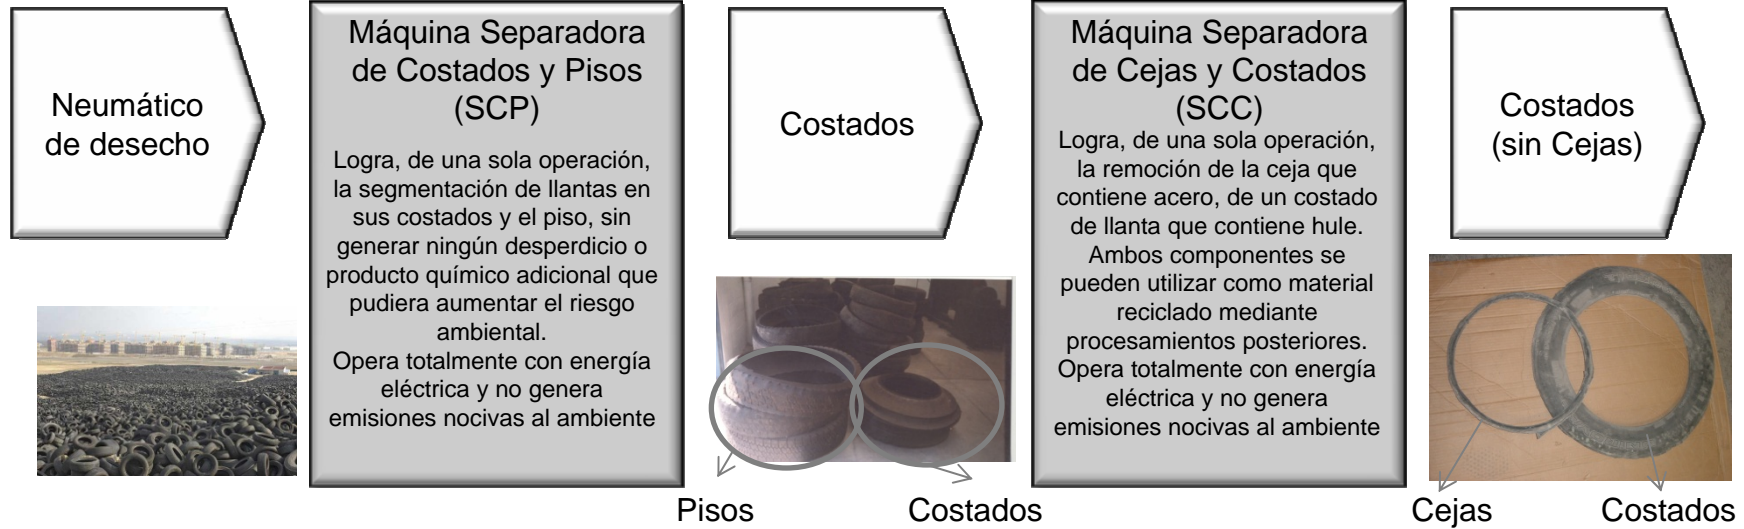 Neumático
de desecho
Máquina Separadora
de Costados y Pisos
(SCP)
Logra, de una sola operación,
la segmentación de llantas en
sus costados y el piso, sin
generar ningún desperdicio o
producto químico adicional que
pudiera aumentar el riesgo
ambiental.
Opera totalmente con energía
eléctrica y no genera
emisiones nocivas al ambiente
Costados
Pisos
Costados
Máquina Separadora
de Cejas y Costados
(SCC)
Logra, de una sola operación,
la remoción de la ceja que
contiene acero, de un costado
de llanta que contiene hule.
Ambos componentes se
pueden utilizar como material
reciclado mediante
procesamientos posteriores.
Opera totalmente con energía
eléctrica y no genera
emisiones nocivas al ambiente
Costados
(sin Cejas)
Cejas
Costados